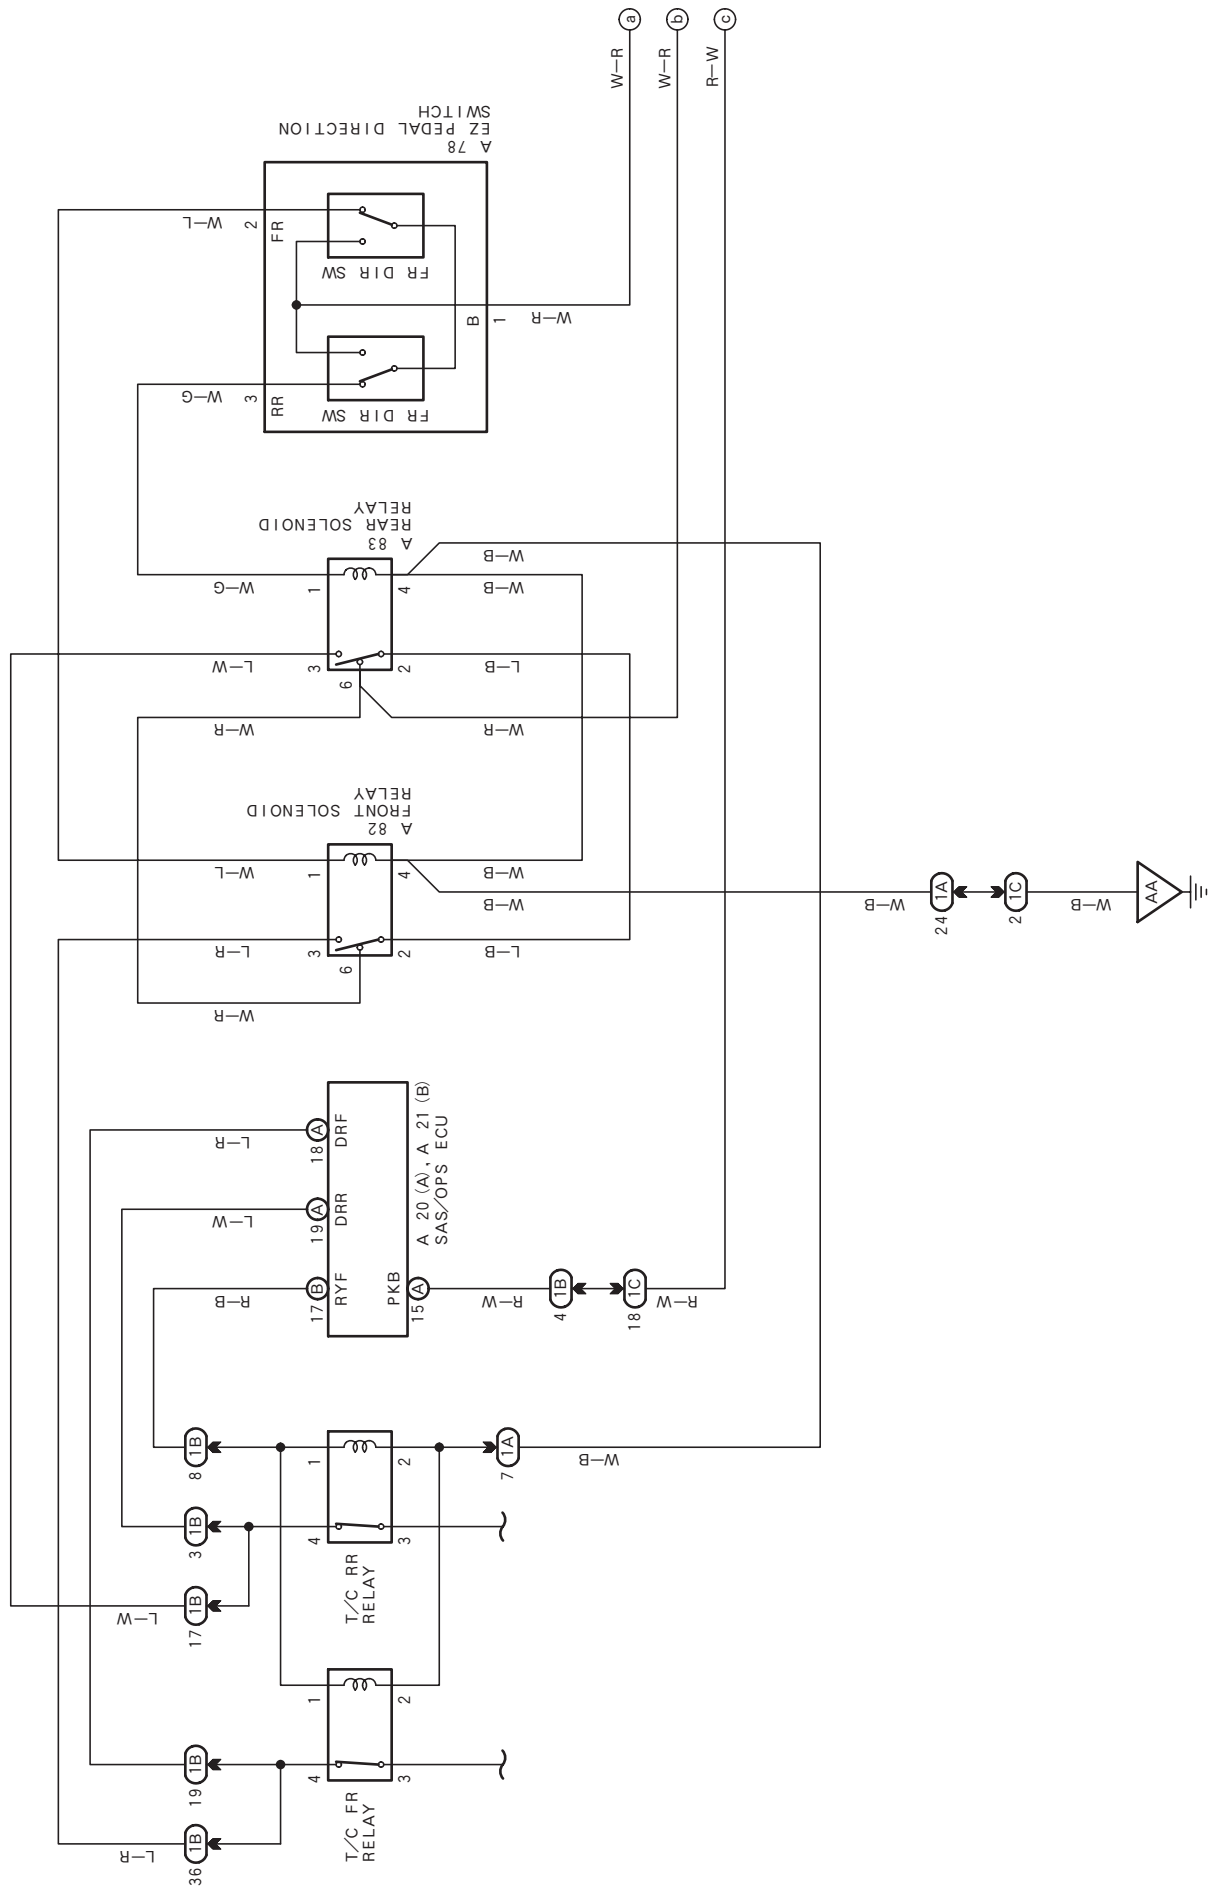 a
b
c
W–R
W–R
R–W
A 78
EZ PEDAL DIRECTION
SWITCH
W–L
2
FR
FR DIR SW
B
1
W–R
W–G
3
RR
FR DIR SW
A 83
REAR SOLENOID
RELAY
W–B
W–G
1
4
W–B
L–W
3
2
L–B
6
W–R
W–R
A 82
FRONT SOLENOID
RELAY
W–L
1
4
W–B
W–B
W–B
24
1A
2
1C
W–B
AA
L–R
3
2
L–B
6
W–R
L–R
18
A
DRF
A 20 (A), A 21 (B)
SAS/OPS ECU
L–W
19
A
DRR
R–B
17
B
RYF
PKB
15
A
R–W
4
1B
18
1C
R–W
8
1B
1
2
7
1A
W–B
3
1B
4
3
T/C RR
RELAY
L–W
17
1B
1
2
19
1B
4
3
T/C FR
RELAY
L–R
36
1B